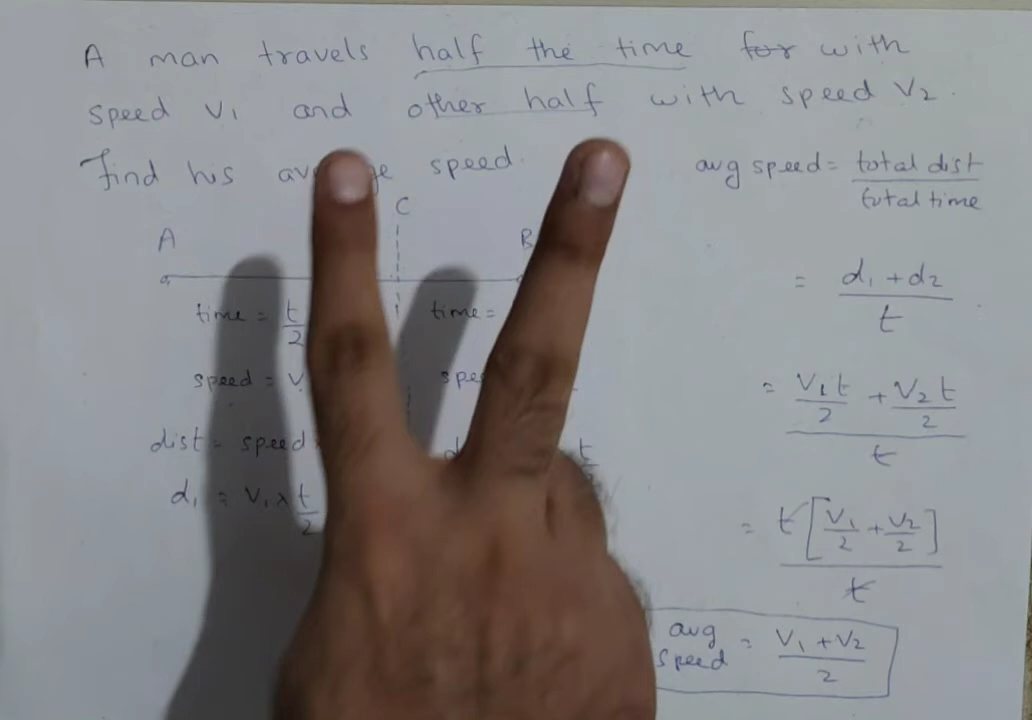 A man travels half the time for with
speed V1 and other half with speed V2.
Find his speed.
avg speed = total dist / total time
C
A B
time = t/2 time =
= d1 + d2 / t
speed = V
= V1t/2 + V2t/2 / t
dist = speed
d1 = V1 × t/2
= t[V1/2 + V2/2] / t
avg speed = V1 + V2 / 2